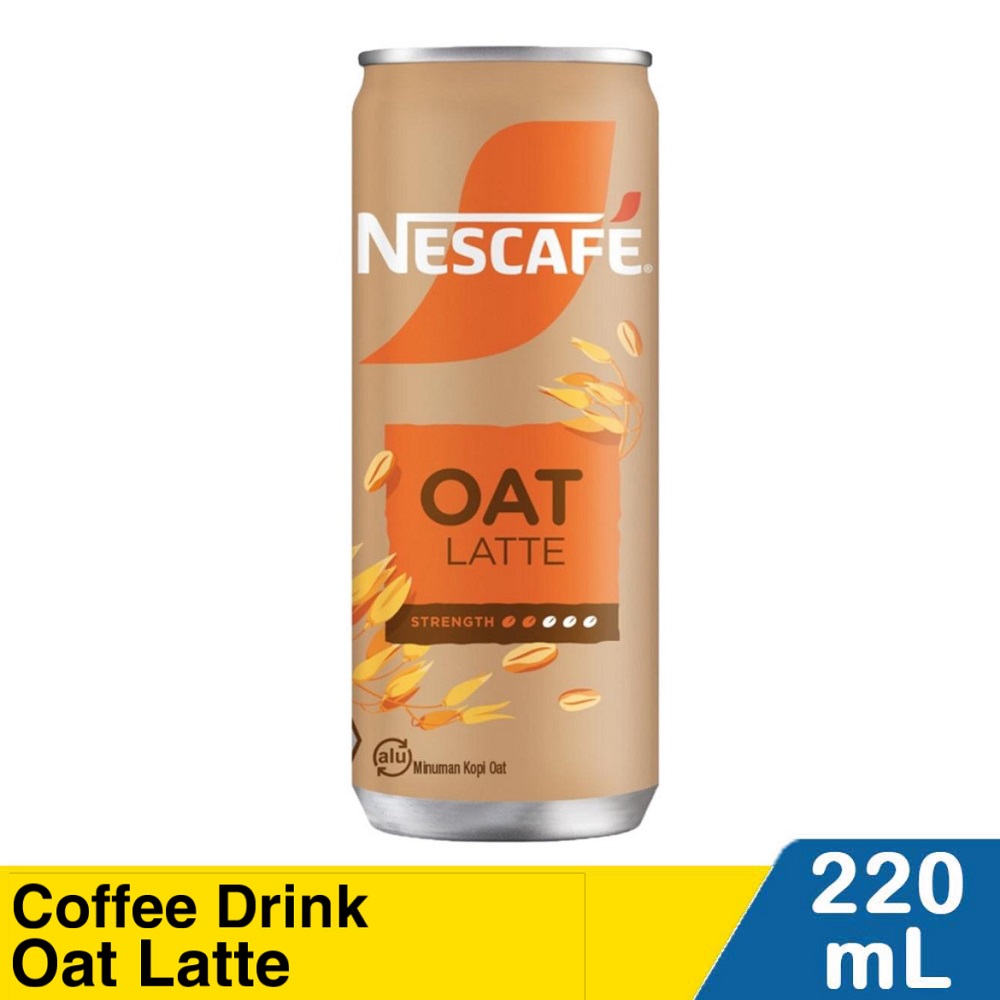 NESCAFÉ®
OAT
LATTE
STRENGTH
alu
Minuman Kopi Oat
Coffee Drink
Oat Latte
220
mL